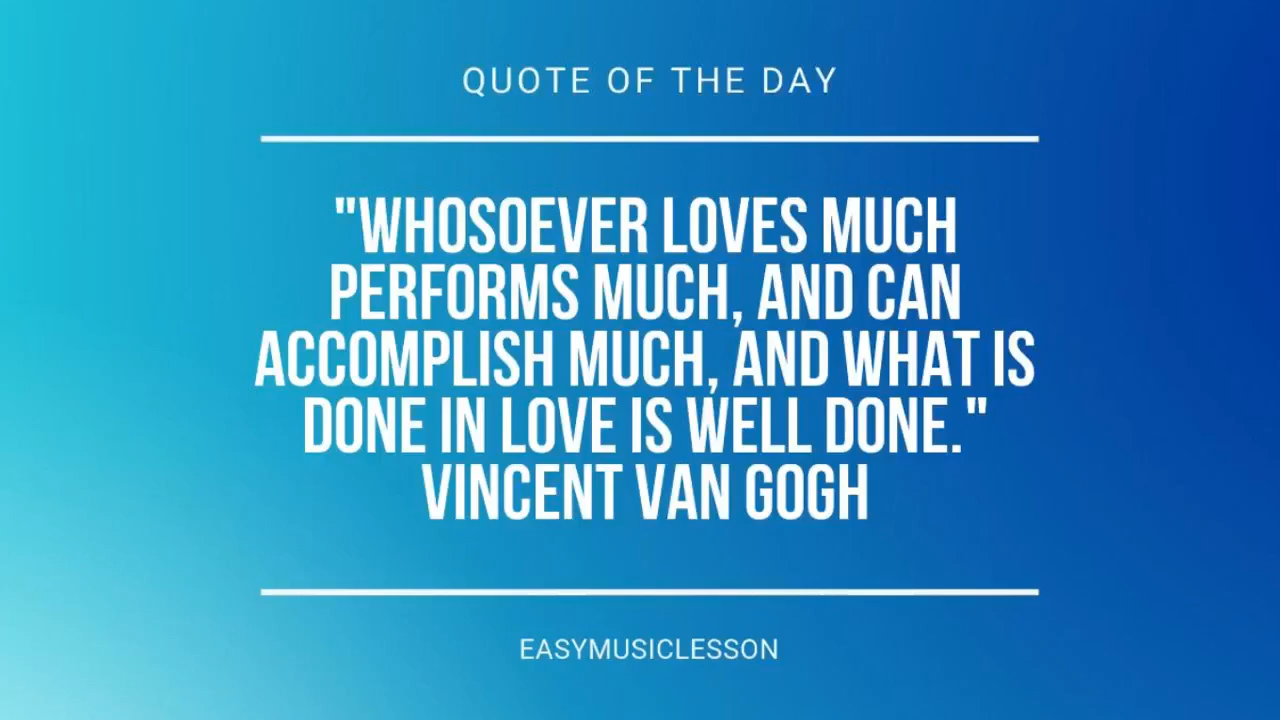 QUOTE OF THE DAY
"WHOSOEVER LOVES MUCH
PERFORMS MUCH, AND CAN
ACCOMPLISH MUCH, AND WHAT IS
DONE IN LOVE IS WELL DONE."
VINCENT VAN GOGH
EASYMUSICLESSON